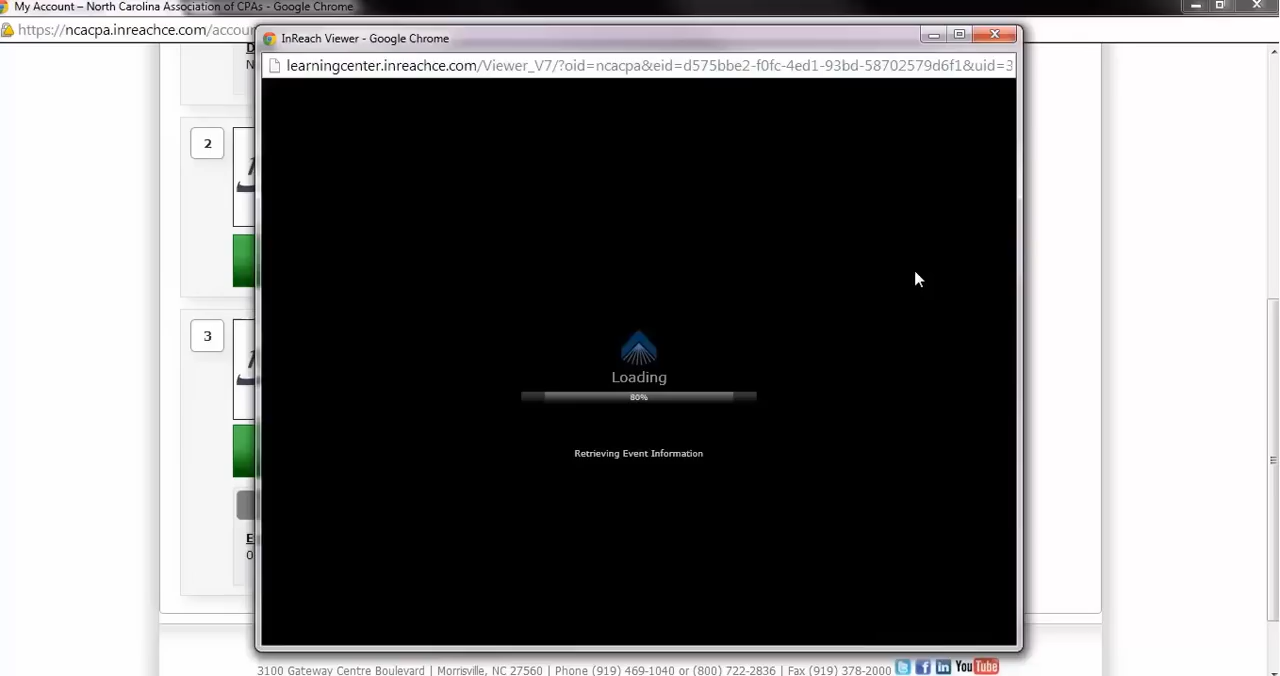 My Account – North Carolina Association of CPAs - Google Chrome
https://ncacpa.inreachce.com/accou
InReach Viewer - Google Chrome
learningcenter.inreachce.com/Viewer_V7/?oid=ncacpa&eid=d575bbe2-f0fc-4ed1-93bd-58702579d6f1&uid=3
2
3
Loading
80%
Retrieving Event Information
3100 Gateway Centre Boulevard | Morrisville, NC 27560 | Phone (919) 469-1040 or (800) 722-2836 | Fax (919) 378-2000
You Tube